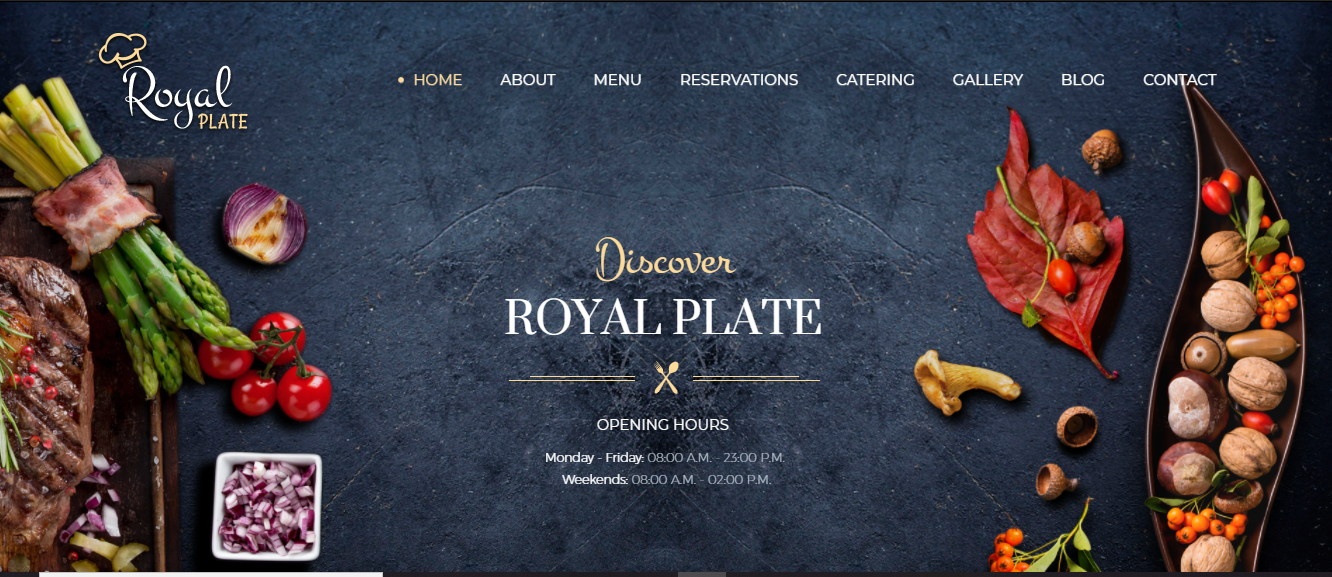 Royal
PLATE
HOME ABOUT MENU RESERVATIONS CATERING GALLERY BLOG CONTACT
Discover
ROYAL PLATE
OPENING HOURS
Monday - Friday: 08:00 A.M. - 23:00 P.M.
Weekends: 08:00 A.M. - 02:00 P.M.